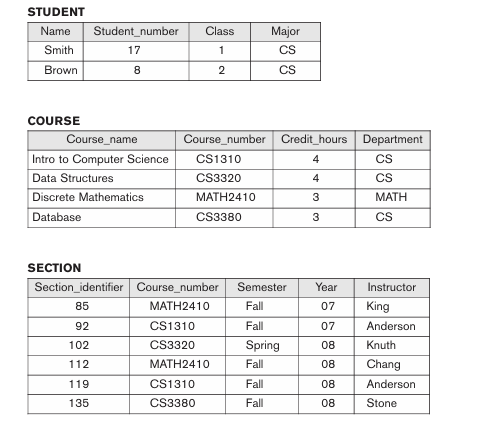 STUDENT
Name Student_number Class Major
Smith 17 1 CS
Brown 8 2 CS
COURSE
Course_name Course_number Credit_hours Department
Intro to Computer Science CS1310 4 CS
Data Structures CS3320 4 CS
Discrete Mathematics MATH2410 3 MATH
Database CS3380 3 CS
SECTION
Section_identifier Course_number Semester Year Instructor
85 MATH2410 Fall 07 King
92 CS1310 Fall 07 Anderson
102 CS3320 Spring 08 Knuth
112 MATH2410 Fall 08 Chang
119 CS1310 Fall 08 Anderson
135 CS3380 Fall 08 Stone